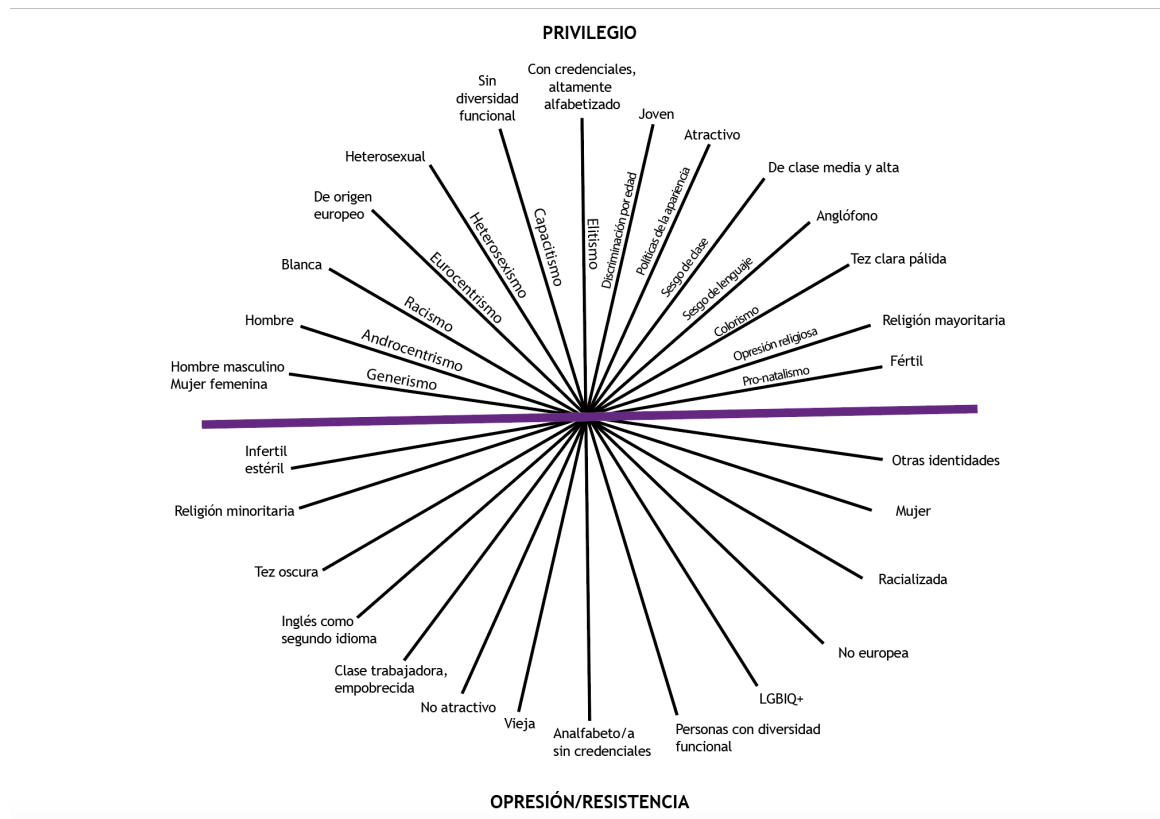 PRIVILEGIO
Con credenciales,
altamente
alfabetizado
Sin
diversidad
funcional
Joven
Atractivo
Heterosexual
De clase media y alta
De origen
europeo
Anglófono
Blanca
Tez clara pálida
Hombre
Religión mayoritaria
Hombre masculino
Mujer femenina
Fértil
Generismo
Androcentrismo
Racismo
Eurocentrismo
Heterosexismo
Capacitismo
Elitismo
Discriminación por edad
Políticas de la apariencia
Sesgo de clase
Sesgo de lenguaje
Colorismo
Opresión religiosa
Pro-natalismo
Infertil
estéril
Otras identidades
Religión minoritaria
Mujer
Tez oscura
Racializada
Inglés como
segundo idioma
No europea
Clase trabajadora,
empobrecida
LGBIQ+
No atractivo
Vieja
Analfabeto/a
sin credenciales
Personas con diversidad
funcional
OPRESIÓN/RESISTENCIA